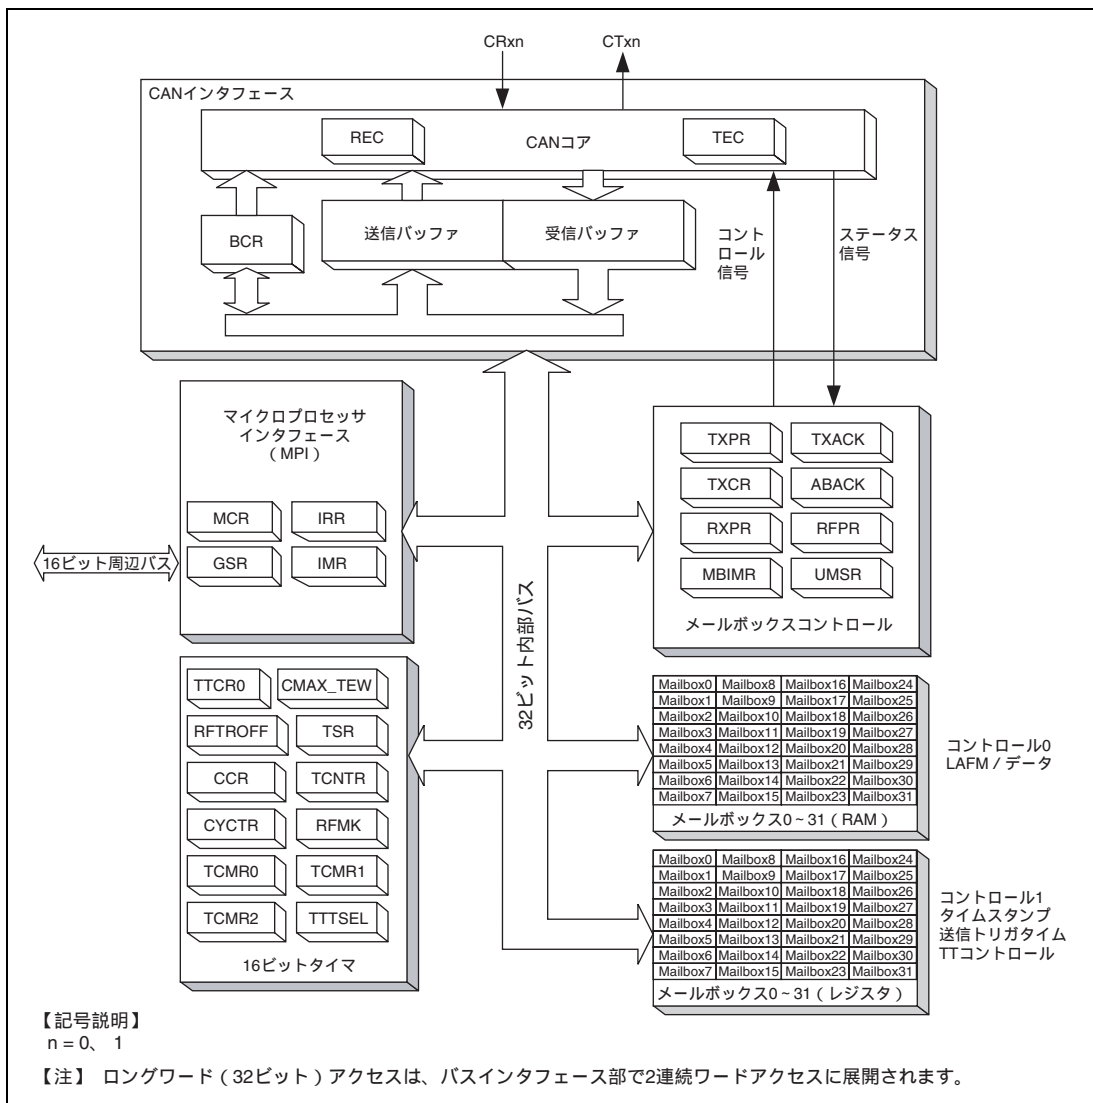 CRxn
CTxn
CANインタフェース
REC
CANコア
TEC
BCR
送信バッファ
受信バッファ
コント
ロール
信号
ステータス
信号
マイクロプロセッサ
インタフェース
（MPI）
MCR
IRR
GSR
IMR
16ビット周辺バス
32ビット内部バス
TXPR
TXACK
TXCR
ABACK
RXPR
RFPR
MBIMR
UMSR
メールボックスコントロール
TTCR0
CMAX_TEW
RFTROFF
TSR
CCR
TCNTR
CYCTR
RFMK
TCMR0
TCMR1
TCMR2
TTTSEL
16ビットタイマ
Mailbox0 Mailbox8 Mailbox16 Mailbox24
Mailbox1 Mailbox9 Mailbox17 Mailbox25
Mailbox2 Mailbox10 Mailbox18 Mailbox26
Mailbox3 Mailbox11 Mailbox19 Mailbox27
Mailbox4 Mailbox12 Mailbox20 Mailbox28
Mailbox5 Mailbox13 Mailbox21 Mailbox29
Mailbox6 Mailbox14 Mailbox22 Mailbox30
Mailbox7 Mailbox15 Mailbox23 Mailbox31
メールボックス0～31（RAM）
コントロール0
LAFM / データ
Mailbox0 Mailbox8 Mailbox16 Mailbox24
Mailbox1 Mailbox9 Mailbox17 Mailbox25
Mailbox2 Mailbox10 Mailbox18 Mailbox26
Mailbox3 Mailbox11 Mailbox19 Mailbox27
Mailbox4 Mailbox12 Mailbox20 Mailbox28
Mailbox5 Mailbox13 Mailbox21 Mailbox29
Mailbox6 Mailbox14 Mailbox22 Mailbox30
Mailbox7 Mailbox15 Mailbox23 Mailbox31
メールボックス0～31（レジスタ）
コントロール1
タイムスタンプ
送信トリガタイム
TTコントロール
【記号説明】
n = 0、 1
【注】 ロングワード（32ビット）アクセスは、バスインタフェース部で2連続ワードアクセスに展開されます。